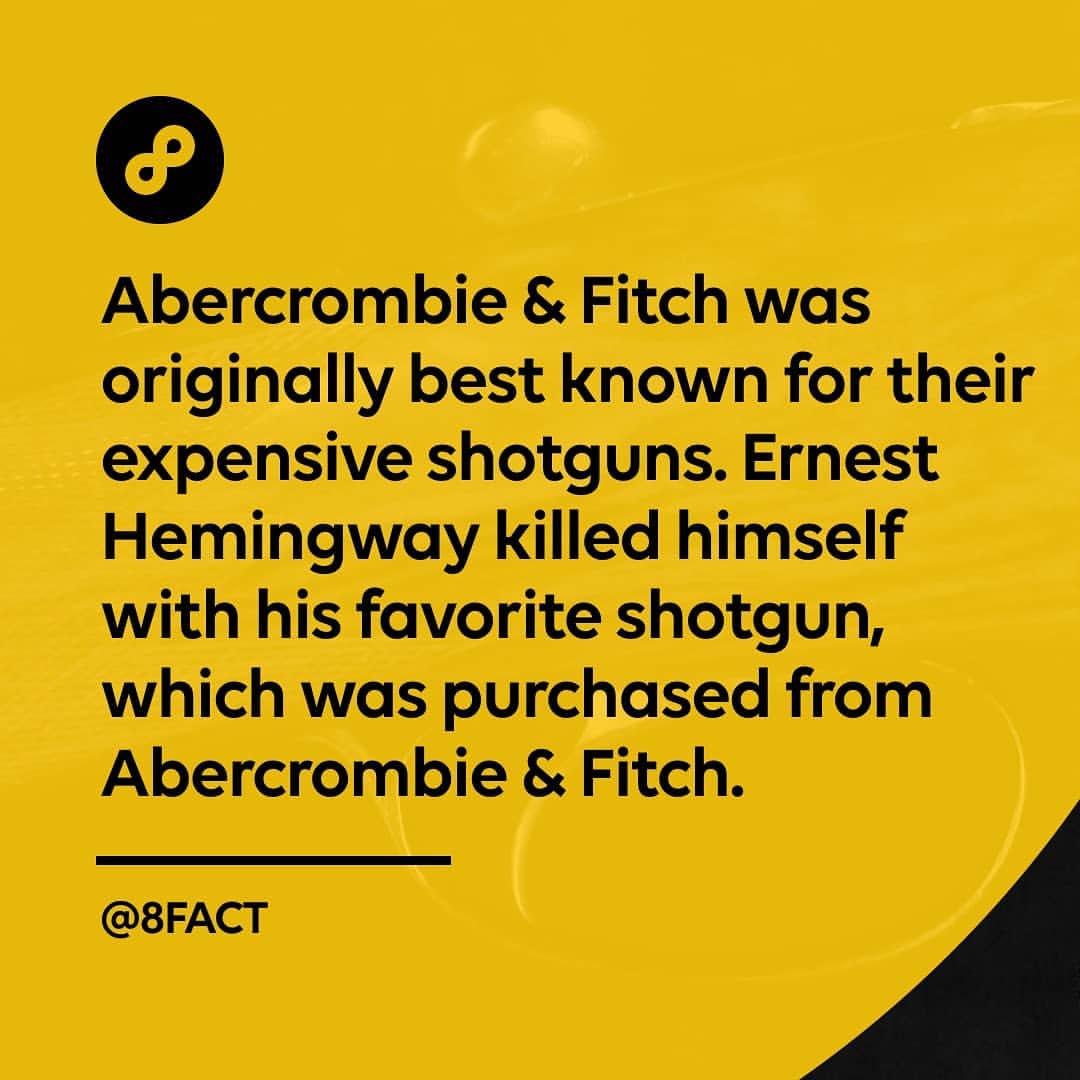 Abercrombie & Fitch was
originally best known for their
expensive shotguns. Ernest
Hemingway killed himself
with his favorite shotgun,
which was purchased from
Abercrombie & Fitch.
@8FACT